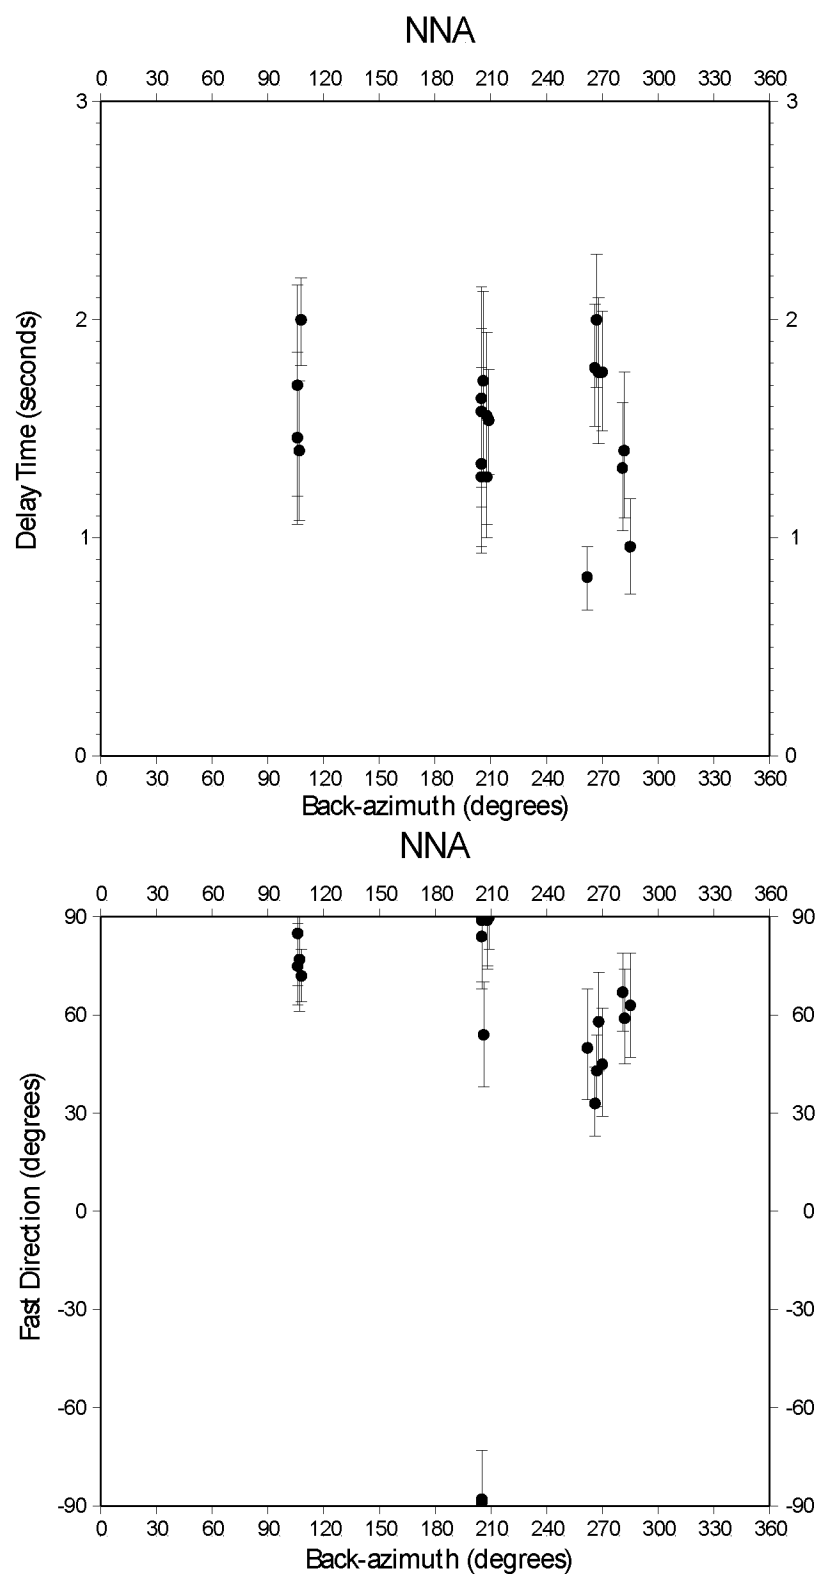 NNA
0 30 60 90 120 150 180 210 240 270 300 330 360
3 3
2 2
Delay Time (seconds)
1 1
0 0
0 30 60 90 120 150 180 210 240 270 300 330 360
Back-azimuth (degrees)
NNA
0 30 60 90 120 150 180 210 240 270 300 330 360
90 90
60 60
30 30
Fast Direction (degrees)
0 0
-30 -30
-60 -60
-90 -90
0 30 60 90 120 150 180 210 240 270 300 330 360
Back-azimuth (degrees)